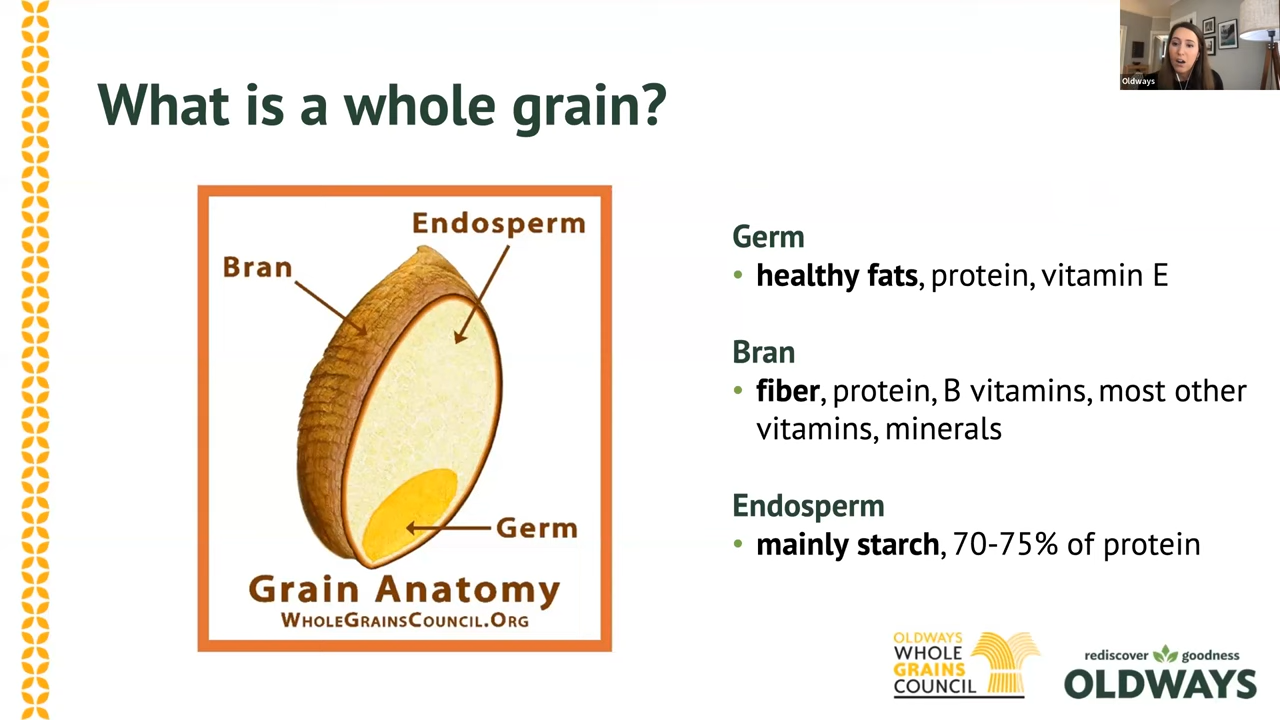 Oldways
What is a whole grain?
Endosperm
Bran
Germ
Grain Anatomy
WholeGrainsCouncil.Org
Germ
• healthy fats, protein, vitamin E
Bran
• fiber, protein, B vitamins, most other
vitamins, minerals
Endosperm
• mainly starch, 70-75% of protein
OLDWAYS
WHOLE
GRAINS
COUNCIL
rediscover goodness
OLDWAYS